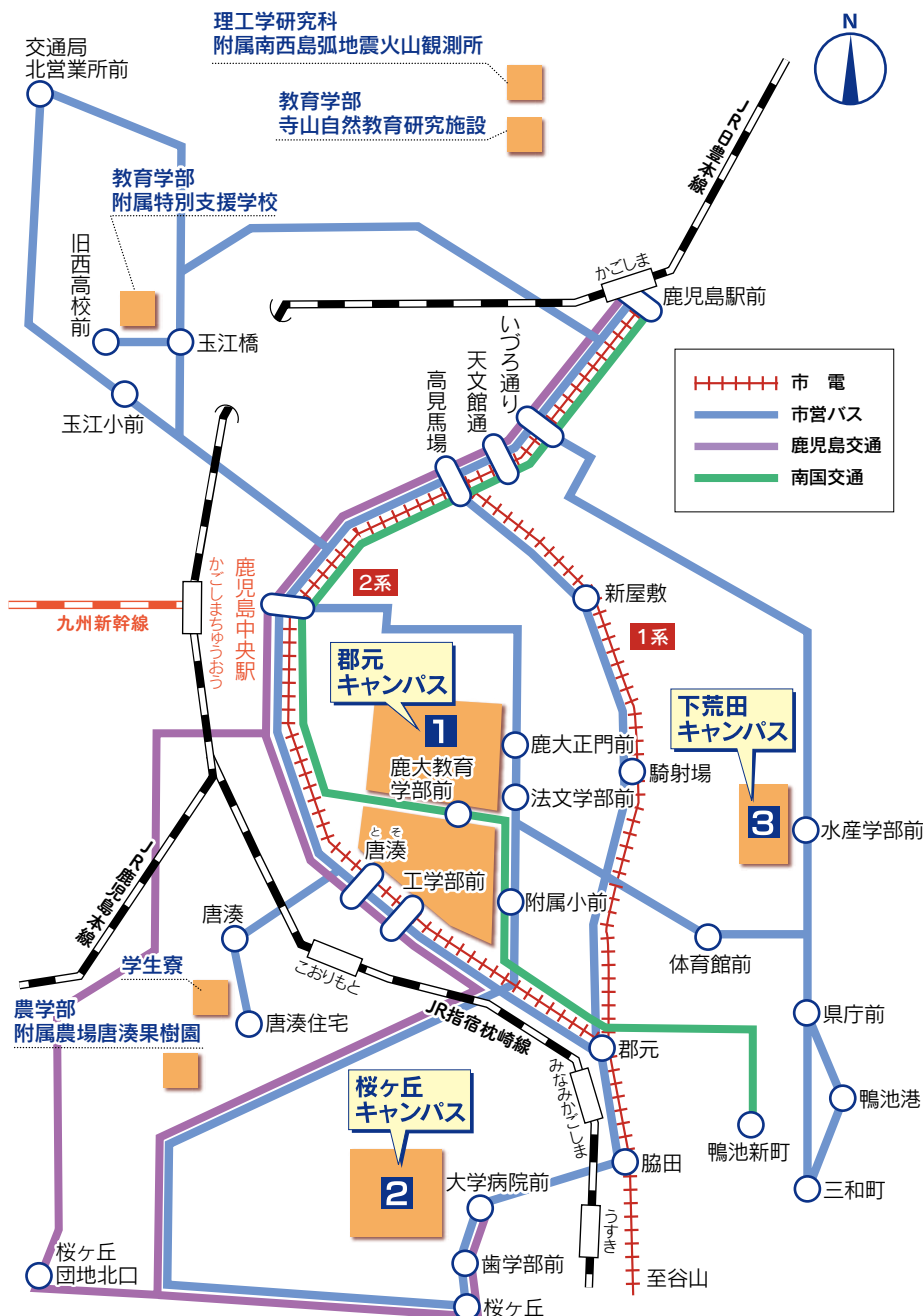 理工学研究科
附属南西島弧地震火山観測所
交通局
北営業所前
N
教育学部
寺山自然教育研究施設
JR日豊本線
教育学部
附属特別支援学校
旧西高校前
かごしま
鹿児島駅前
玉江橋
いづろ通り
天文館通
高見馬場
玉江小前
市 電
市営バス
鹿児島交通
南国交通
2系
鹿児島中央駅
かごしまちゅうおう
九州新幹線
新屋敷
1系
郡元
キャンパス
1
下荒田
キャンパス
3
鹿大正門前
鹿大教育
学部前
騎射場
法文学部前
水産学部前
とそ
唐湊
工学部前
JR鹿児島本線
附属小前
唐湊
体育館前
こおりもと
学生寮
農学部
附属農場唐湊果樹園
唐湊住宅
JR指宿枕崎線
県庁前
郡元
みなみかごしま
桜ヶ丘
キャンパス
2
鴨池港
鴨池新町
大学病院前
脇田
三和町
うすき
桜ヶ丘
団地北口
歯学部前
至谷山
桜ヶ丘